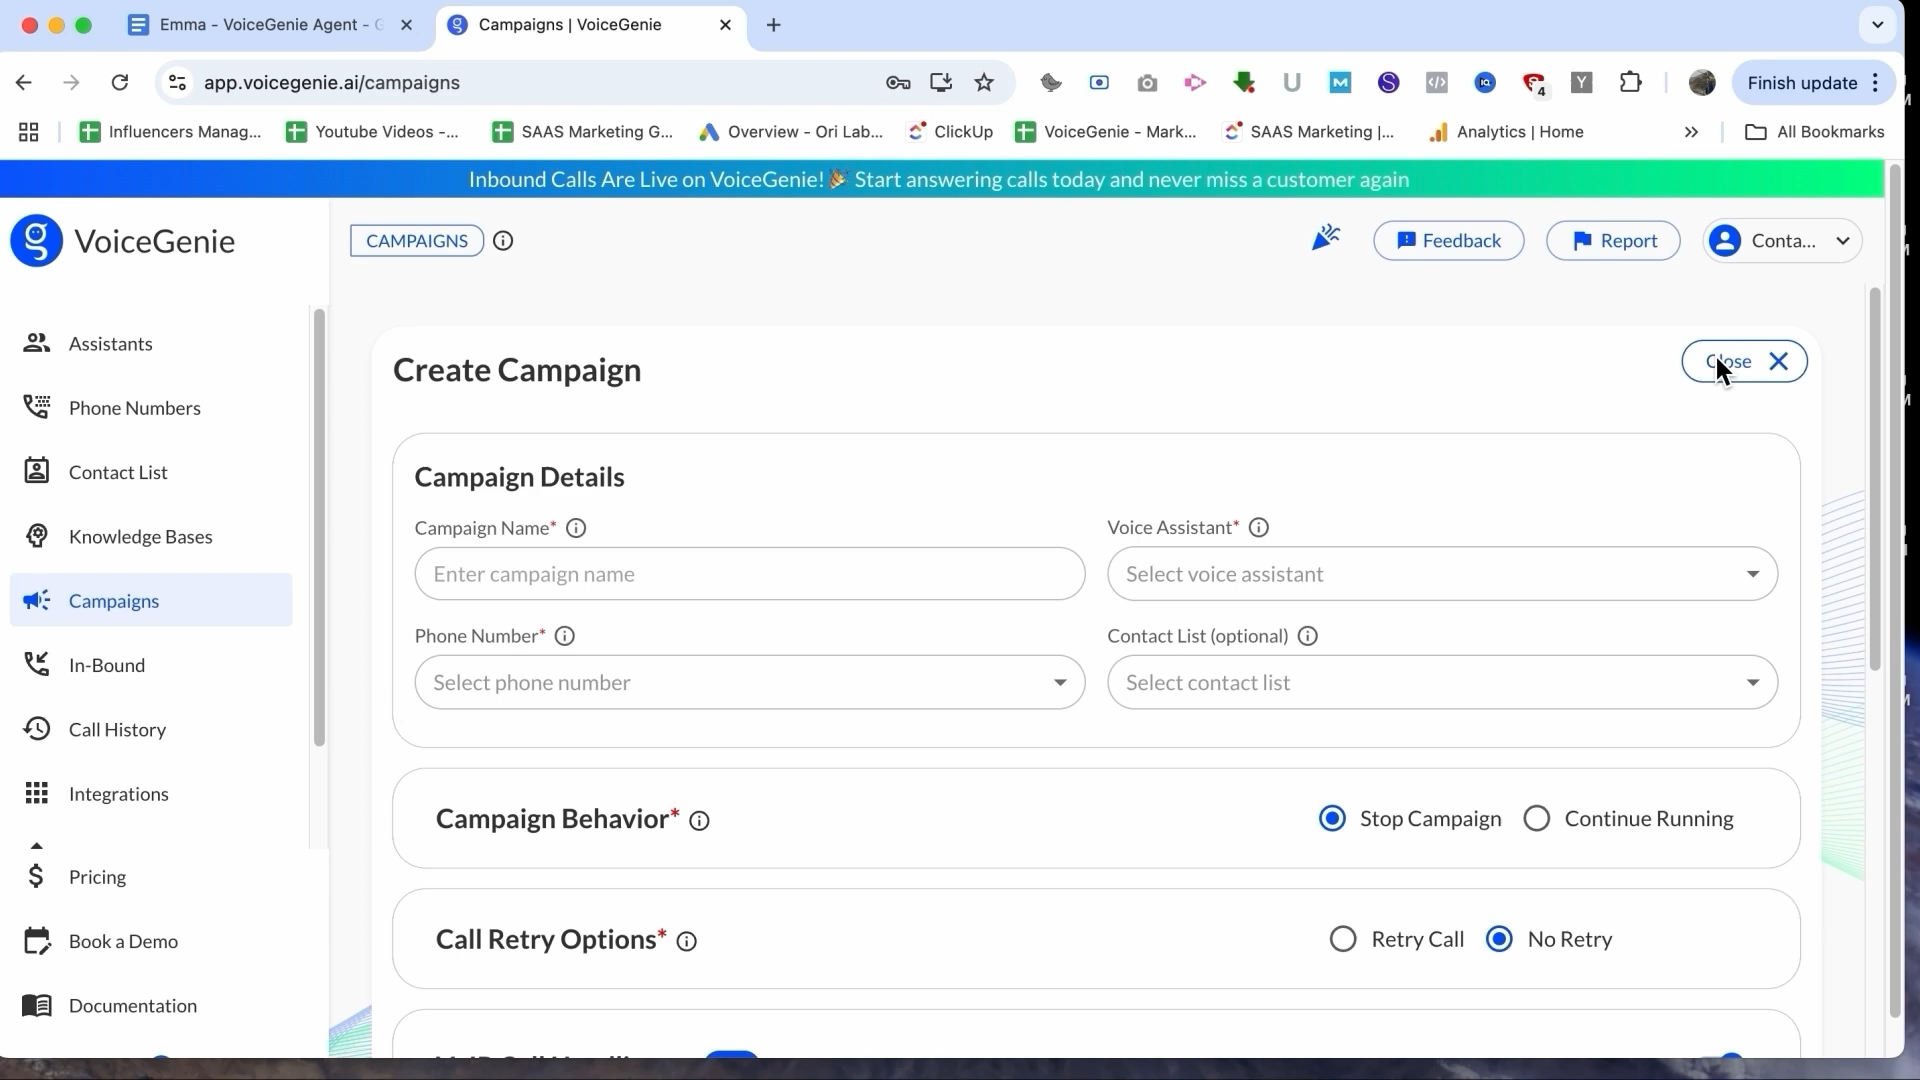 Emma - VoiceGenie Agent - G
Campaigns | VoiceGenie
app.voicegenie.ai/campaigns
4
Y
Finish update
Influencers Manag...
Youtube Videos -...
SAAS Marketing G...
Overview - Ori Lab...
ClickUp
VoiceGenie - Mark...
SAAS Marketing |...
Analytics | Home
All Bookmarks
Inbound Calls Are Live on VoiceGenie! 🎉 Start answering calls today and never miss a customer again
VoiceGenie
CAMPAIGNS
Feedback
Report
Conta...
Assistants
Phone Numbers
Contact List
Knowledge Bases
Campaigns
In-Bound
Call History
Integrations
Pricing
Book a Demo
Documentation
Create Campaign
Close
Campaign Details
Campaign Name*
Voice Assistant*
Enter campaign name
Select voice assistant
Phone Number*
Contact List (optional)
Select phone number
Select contact list
Campaign Behavior*
Stop Campaign
Continue Running
Call Retry Options*
Retry Call
No Retry